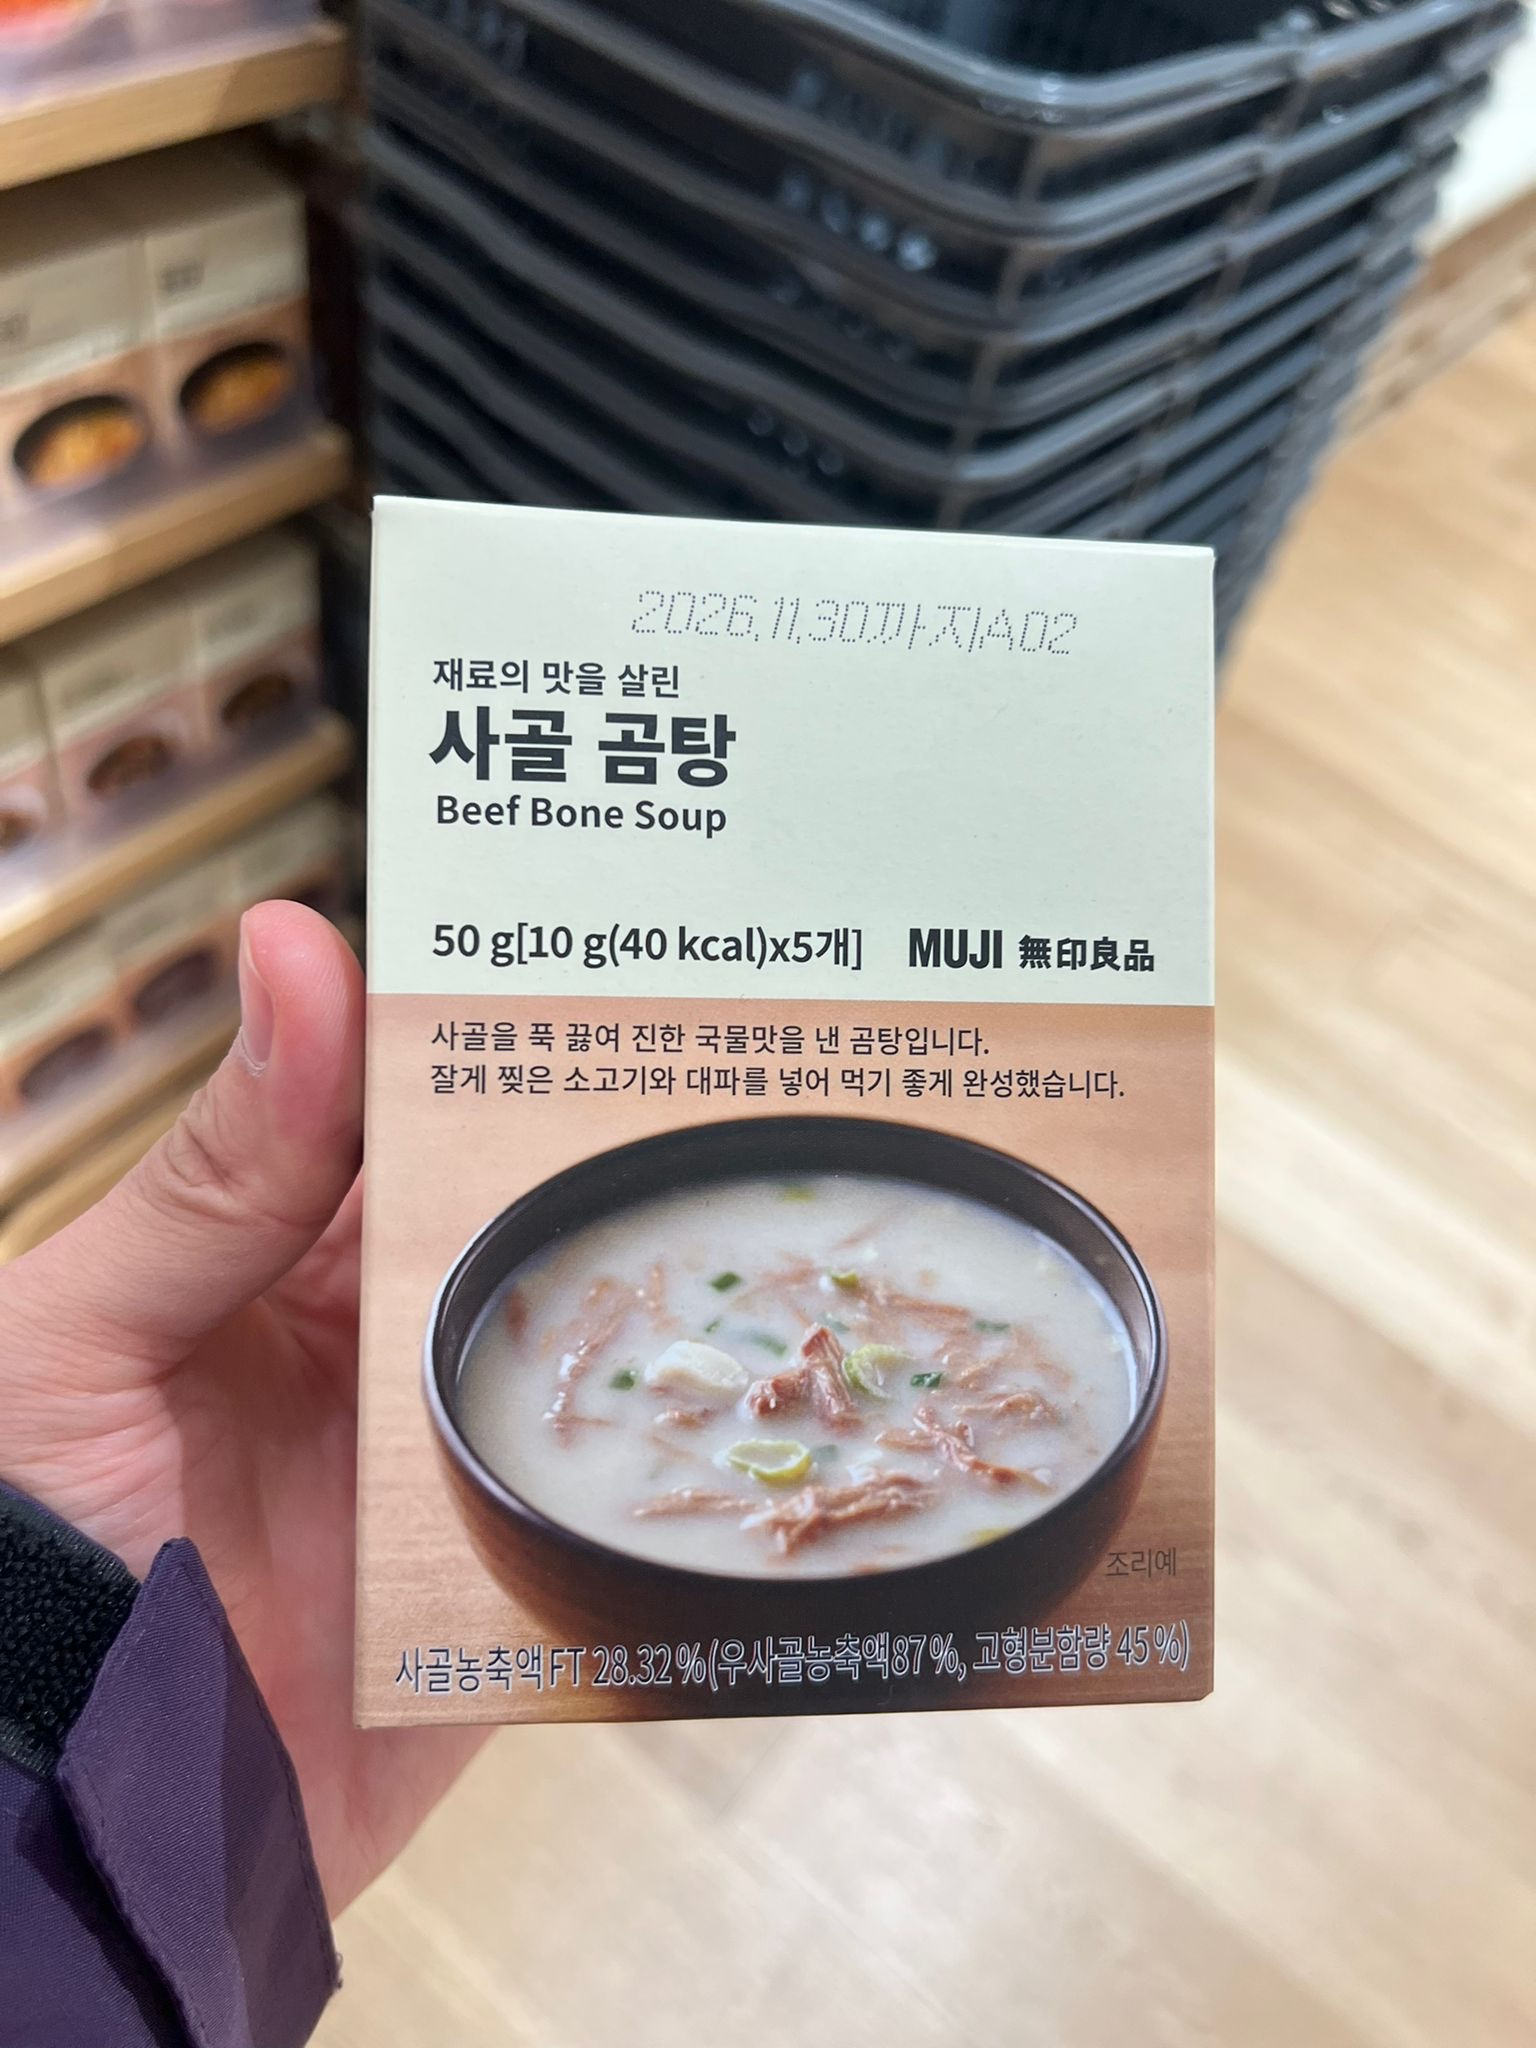 2026.11.30까지A02
재료의 맛을 살린
사골 곰탕
Beef Bone Soup
50 g[10 g(40 kcal)x5개] MUJI 無印良品
사골을 푹 끓여 진한 국물맛을 낸 곰탕입니다.
잘게 찢은 소고기와 대파를 넣어 먹기 좋게 완성했습니다.
조리예
사골농축액FT 28.32%(우사골농축액87%, 고형분함량 45%)